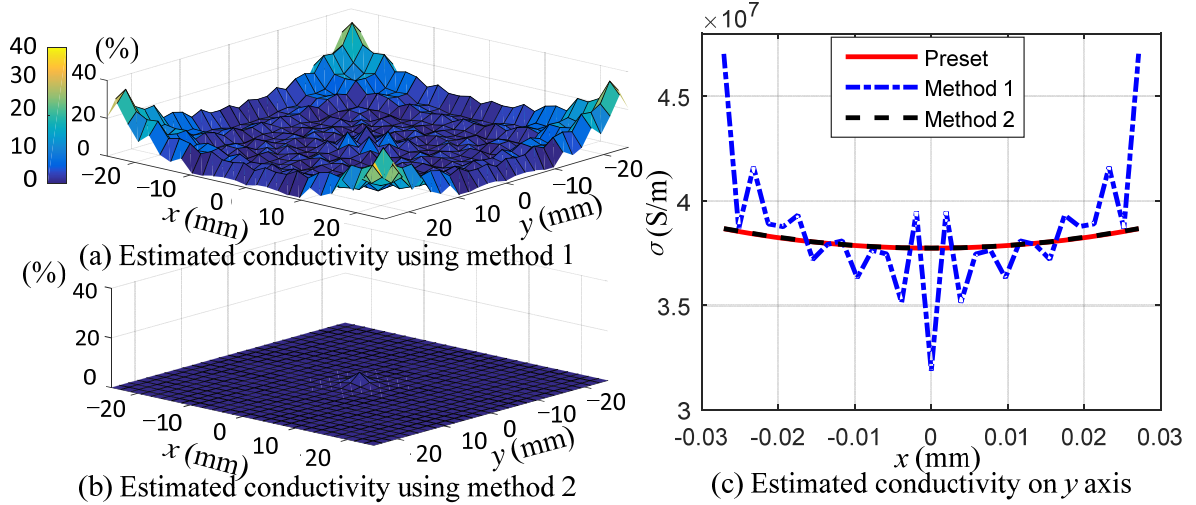 40
30
20
10
0
(%)
40
20
0
−20
−10
0
10
20
x (mm)
20
10
0
−10
−20
y (mm)
(a) Estimated conductivity using method 1
(%)
40
20
0
−20
−10
0
10
20
x (mm)
20
10
0
−10
−20
y (mm)
(b) Estimated conductivity using method 2
×10⁷
4.5
4
3.5
3
σ (S/m)
Preset
Method 1
Method 2
-0.03 -0.02 -0.01 0 0.01 0.02 0.03
x (mm)
(c) Estimated conductivity on y axis